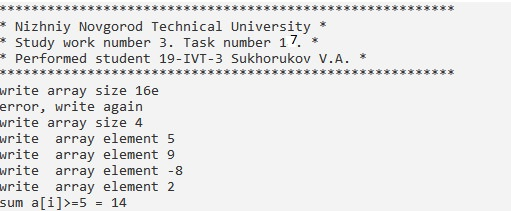 *********************************************************
* Nizhniy Novgorod Technical University *
* Study work number 3. Task number 17. *
* Performed student 19-IVT-3 Sukhorukov V.A. *
*********************************************************
write array size 16e
error, write again
write array size 4
write  array element 5
write  array element 9
write  array element -8
write  array element 2
sum a[i]>=5 = 14